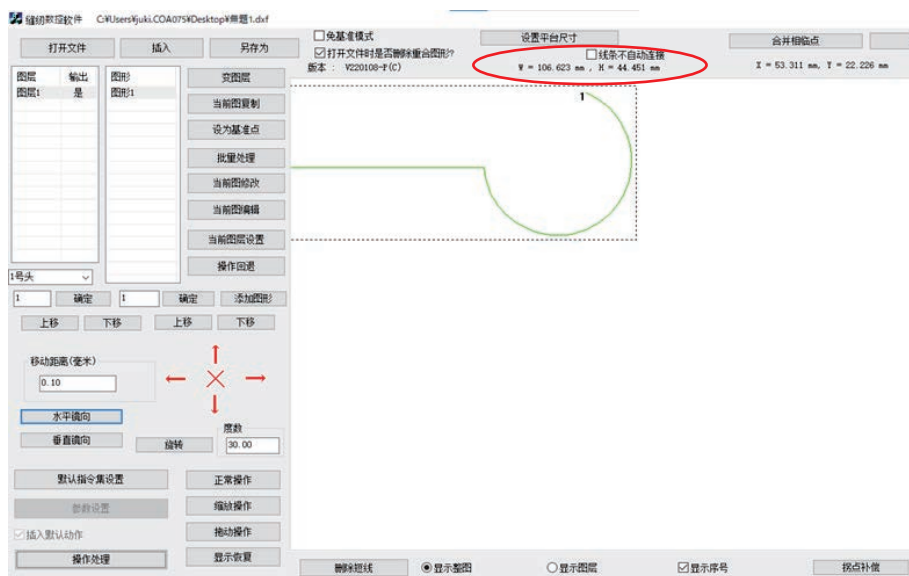 缝纫数控软件 C:¥Users¥juki.COA075¥Desktop¥無題1.dxf
打开文件 插入 另存为
免基准模式
打开文件时是否删除重合图形?
版本 : V220108-P(C)
设置平台尺寸
线条不自动连接
W = 106.623 mm , H = 44.451 mm
合并相临点
X = 53.311 mm, Y = 22.226 mm
图层 输出 图形
图层1 是 图形1
变图层
当前图复制
设为基准点
批量处理
当前图修改
当前图编辑
当前图层设置
操作回退
1
1号头
1 确定 1 确定 添加图形
上移 下移 上移 下移
移动距离(毫米)
0.10
水平镜向
垂直镜向
旋转
度数
30.00
默认指令集设置 正常操作
参数设置 缩放操作
插入默认动作 拖动操作
操作处理 显示恢复
删除短线 显示整图 显示图层 显示序号 拐点补偿